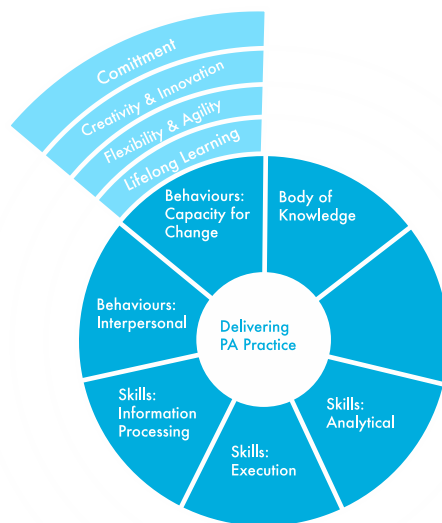 Comittment
Creativity & Innovation
Flexibility & Agility
Lifelong Learning
Behaviours:
Capacity for
Change
Body of
Knowledge
Behaviours:
Interpersonal
Delivering
PA Practice
Skills:
Information
Processing
Skills:
Analytical
Skills:
Execution